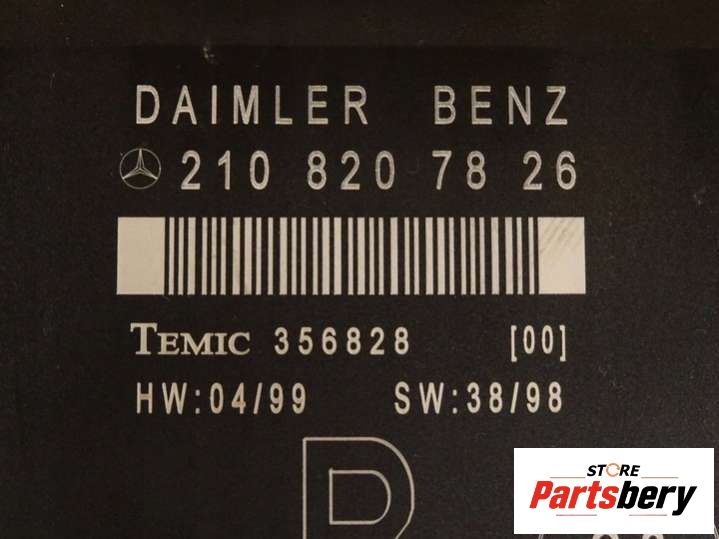 DAIMLER BENZ
210 820 78 26
TEMIC 356828 [00]
HW:04/99 SW:38/98
STORE
Partsbery